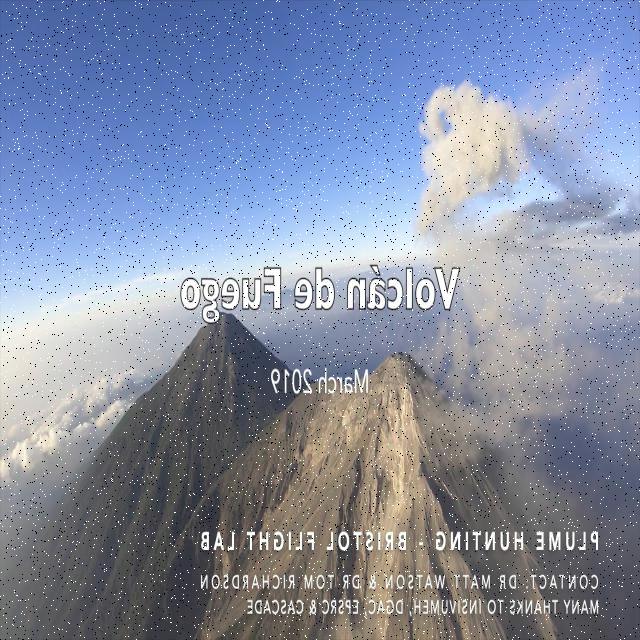 Volcán de Fuego
March 2019
PLUME HUNTING - BRISTOL FLIGHT LAB
CONTACT: DR MATT WATSON & DR TOM RICHARDSON
MANY THANKS TO INSIVUMEH, DGAC, EPSRC & CASCADE